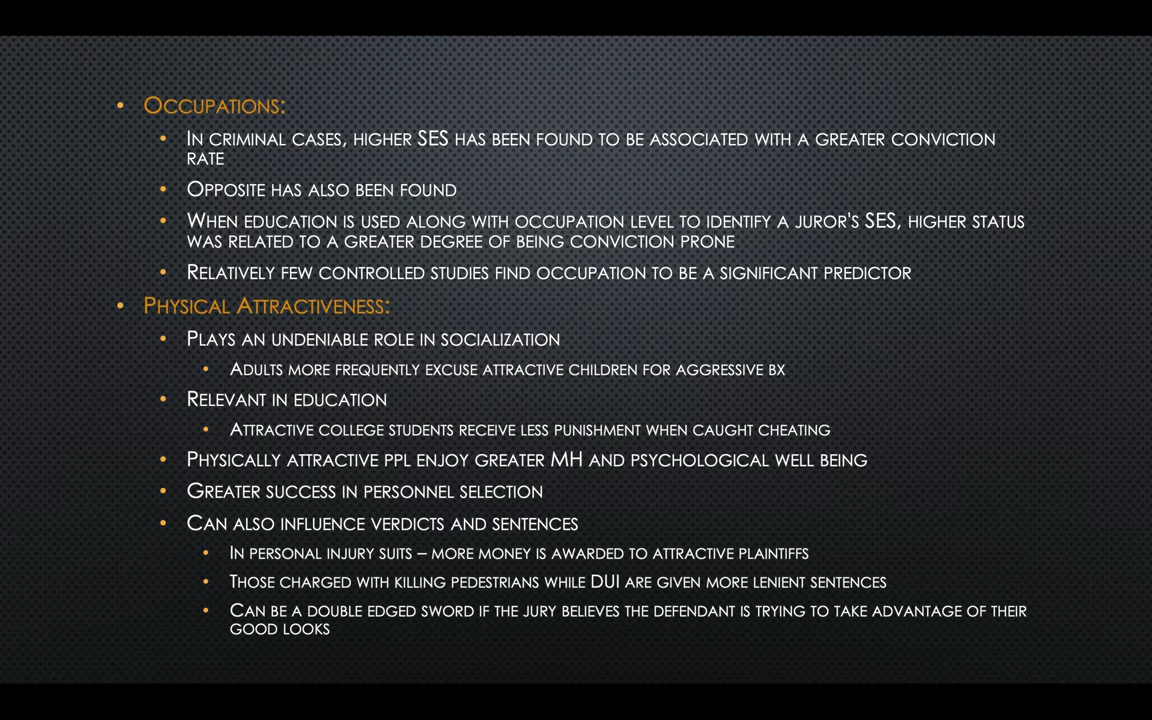 • Occupations:
• In criminal cases, higher SES has been found to be associated with a greater conviction
rate
• Opposite has also been found
• When education is used along with occupation level to identify a juror's SES, higher status
was related to a greater degree of being conviction prone
• Relatively few controlled studies find occupation to be a significant predictor
• Physical Attractiveness:
• Plays an undeniable role in socialization
• Adults more frequently excuse attractive children for aggressive bx
• Relevant in education
• Attractive college students receive less punishment when caught cheating
• Physically attractive ppl enjoy greater MH and psychological well being
• Greater success in personnel selection
• Can also influence verdicts and sentences
• In personal injury suits – more money is awarded to attractive plaintiffs
• Those charged with killing pedestrians while DUI are given more lenient sentences
• Can be a double edged sword if the jury believes the defendant is trying to take advantage of their
good looks